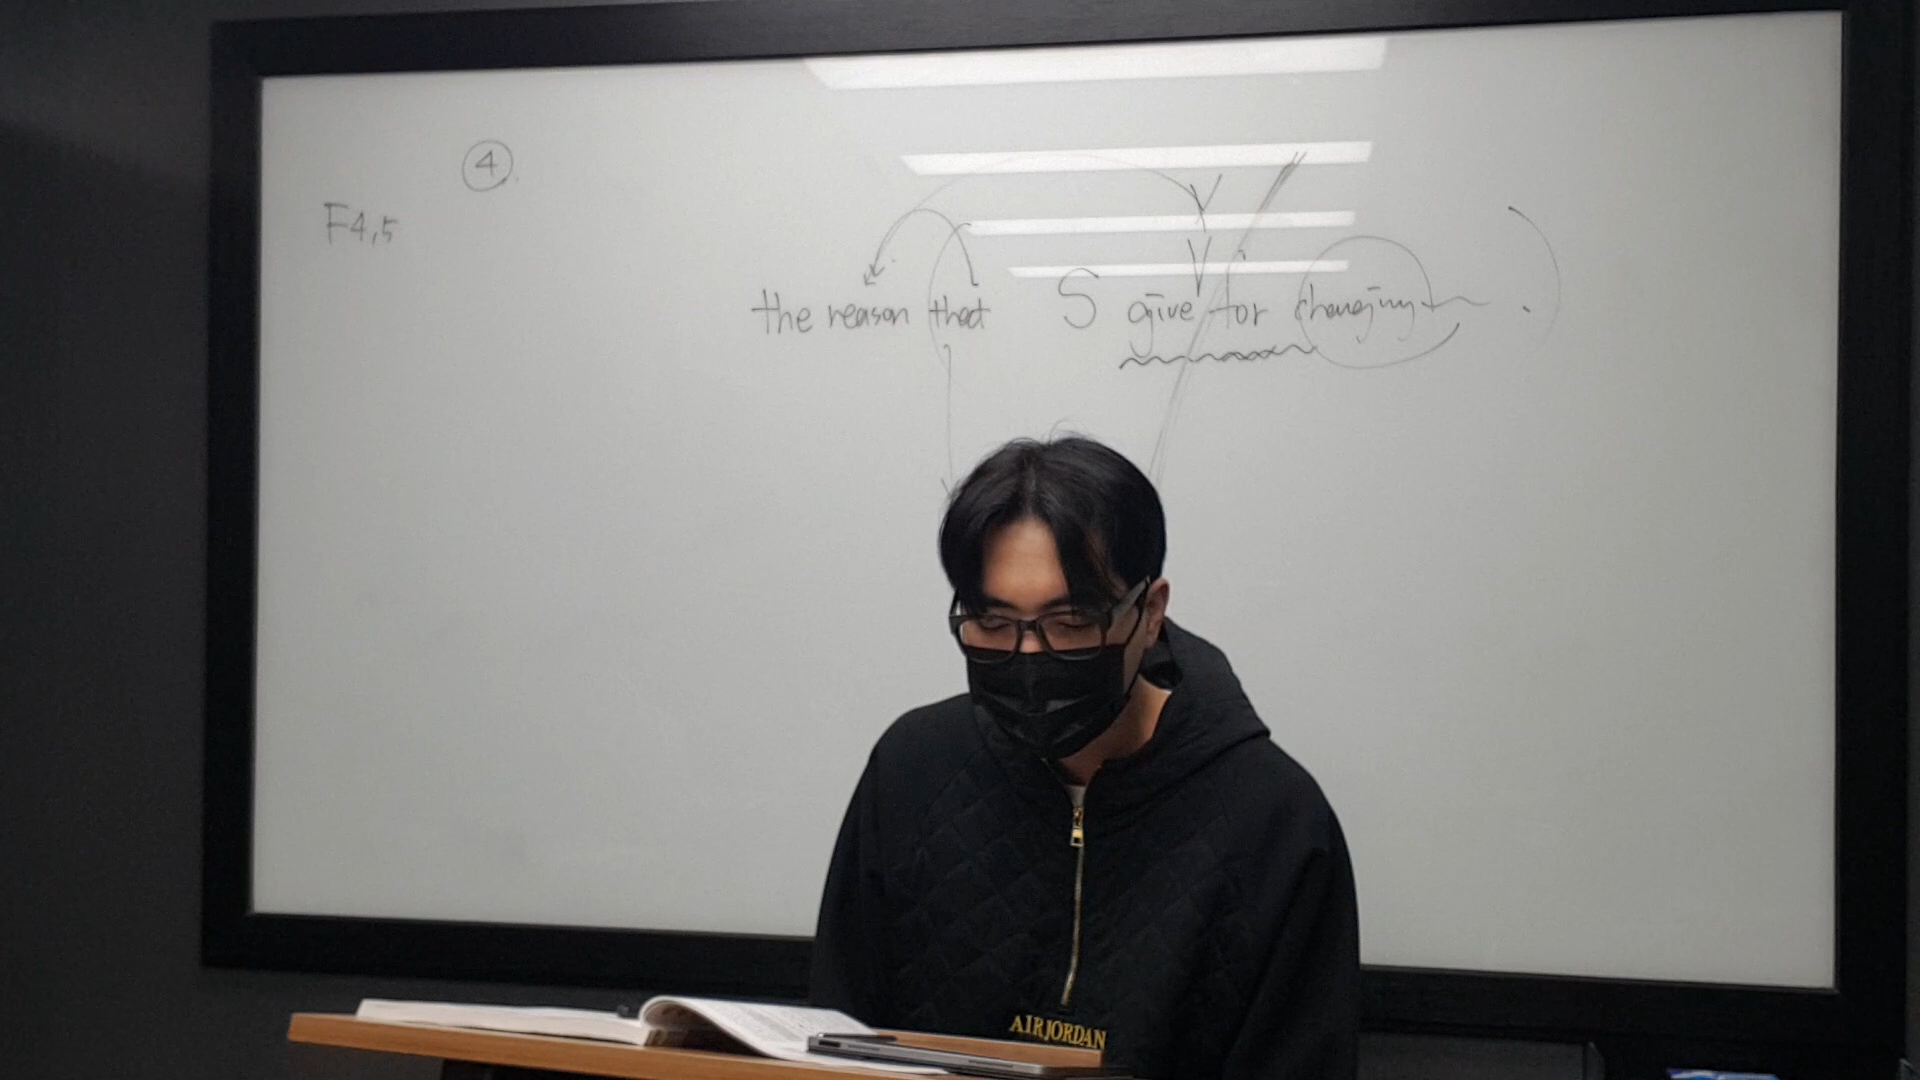 ④
F4,5
V
V
the reason that S give for changing
AIR JORDAN